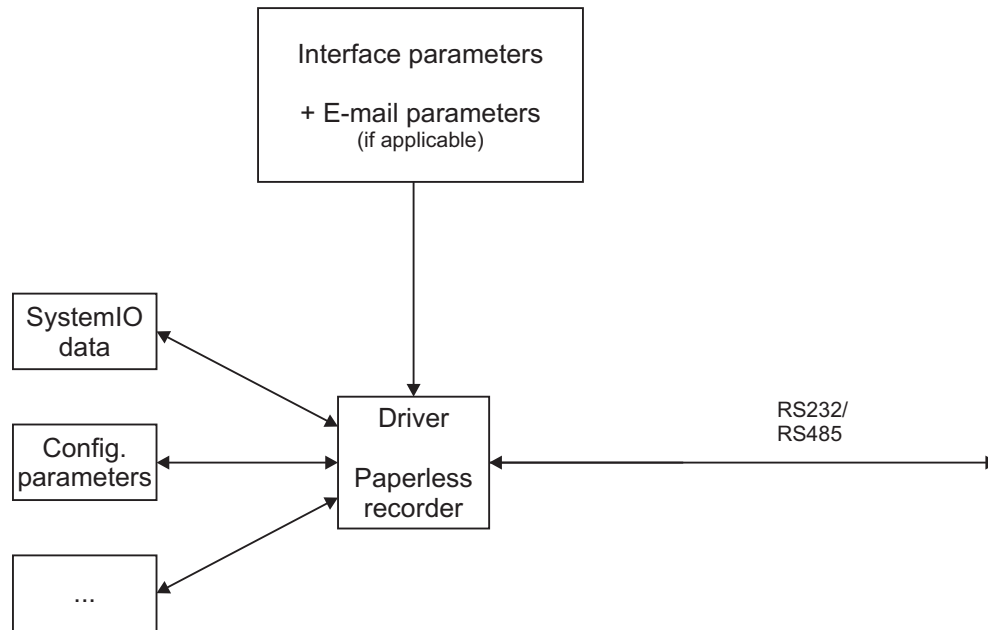 Interface parameters
+ E-mail parameters
(if applicable)
SystemIO
data
Config.
parameters
...
Driver
Paperless
recorder
RS232/
RS485